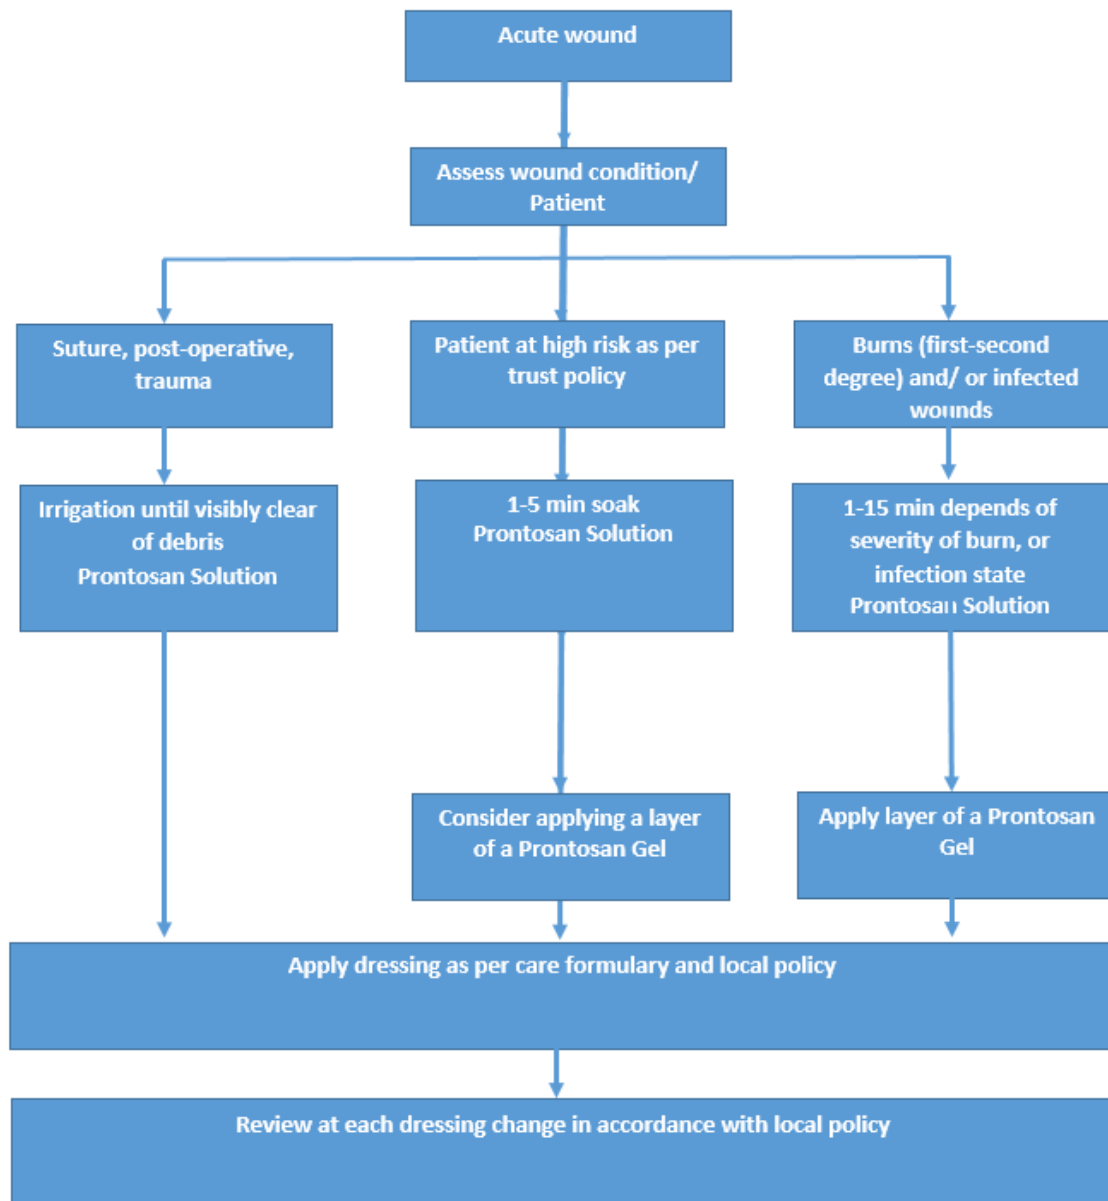 Acute wound
Assess wound condition/
Patient
Suture, post-operative,
trauma
Patient at high risk as per
trust policy
Burns (first-second
degree) and/ or infected
wounds
Irrigation until visibly clear
of debris
Prontosan Solution
1-5 min soak
Prontosan Solution
1-15 min depends of
severity of burn, or
infection state
Prontosan Solution
Consider applying a layer
of a Prontosan Gel
Apply layer of a Prontosan
Gel
Apply dressing as per care formulary and local policy
Review at each dressing change in accordance with local policy